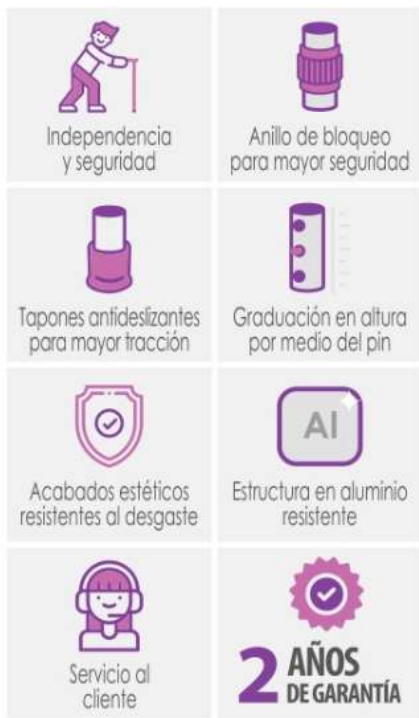 Independencia
y seguridad
Anillo de bloqueo
para mayor seguridad
Tapones antideslizantes
para mayor tracción
Graduación en altura
por medio del pin
Acabados estéticos
resistentes al desgaste
Al
Estructura en aluminio
resistente
Servicio al
cliente
2 AÑOS
DE GARANTÍA